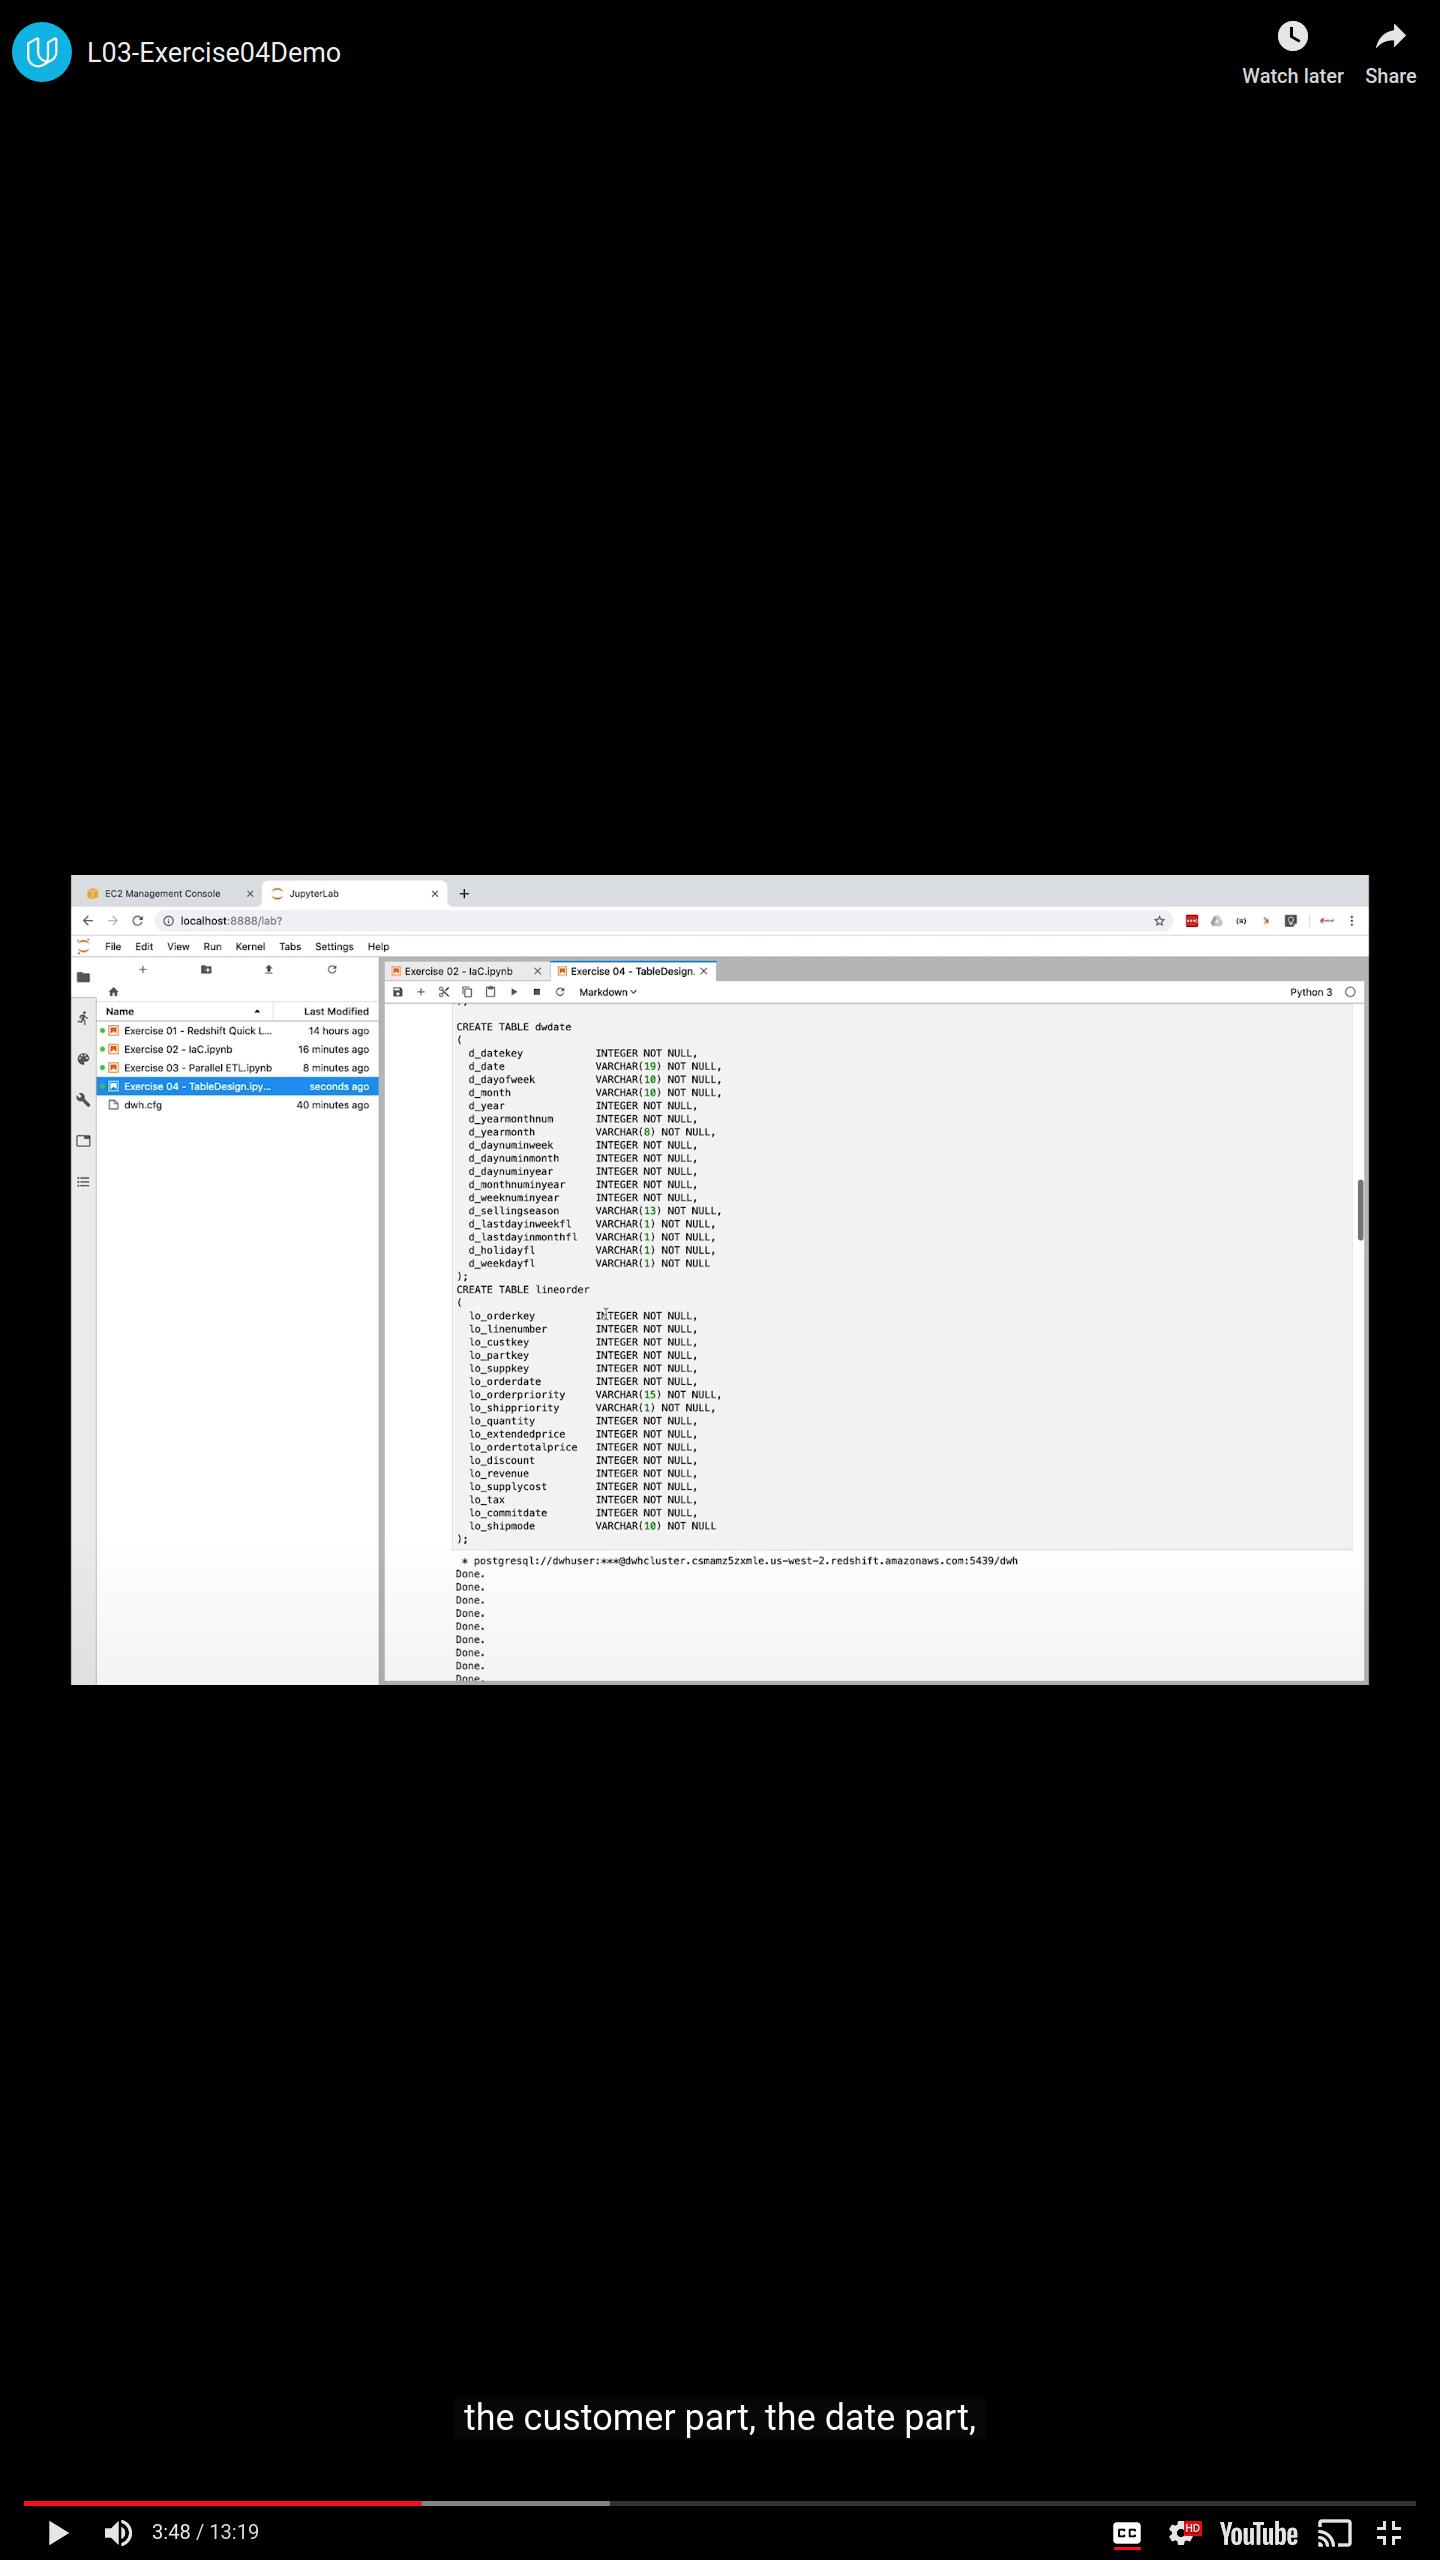 L03-Exercise04Demo
Watch later
Share
EC2 Management Console
JupyterLab
localhost:8888/lab?
File Edit View Run Kernel Tabs Settings Help
Exercise 02 - IaC.ipynb
Exercise 04 - TableDesign.
Markdown
Python 3
Name Last Modified
Exercise 01 - Redshift Quick L... 14 hours ago
Exercise 02 - IaC.ipynb 16 minutes ago
Exercise 03 - Parallel ETL.ipynb 8 minutes ago
Exercise 04 - TableDesign.ipy... seconds ago
dwh.cfg 40 minutes ago
CREATE TABLE dwdate
(
d_datekey INTEGER NOT NULL,
d_date VARCHAR(19) NOT NULL,
d_dayofweek VARCHAR(10) NOT NULL,
d_month VARCHAR(10) NOT NULL,
d_year INTEGER NOT NULL,
d_yearmonthnum INTEGER NOT NULL,
d_yearmonth VARCHAR(8) NOT NULL,
d_daynuminweek INTEGER NOT NULL,
d_daynuminmonth INTEGER NOT NULL,
d_daynuminyear INTEGER NOT NULL,
d_monthnuminyear INTEGER NOT NULL,
d_weeknuminyear INTEGER NOT NULL,
d_sellingseason VARCHAR(13) NOT NULL,
d_lastdayinweekfl VARCHAR(1) NOT NULL,
d_lastdayinmonthfl VARCHAR(1) NOT NULL,
d_holidayfl VARCHAR(1) NOT NULL,
d_weekdayfl VARCHAR(1) NOT NULL
);
CREATE TABLE lineorder
(
lo_orderkey INTEGER NOT NULL,
lo_linenumber INTEGER NOT NULL,
lo_custkey INTEGER NOT NULL,
lo_partkey INTEGER NOT NULL,
lo_suppkey INTEGER NOT NULL,
lo_orderdate INTEGER NOT NULL,
lo_orderpriority VARCHAR(15) NOT NULL,
lo_shippriority VARCHAR(1) NOT NULL,
lo_quantity INTEGER NOT NULL,
lo_extendedprice INTEGER NOT NULL,
lo_ordertotalprice INTEGER NOT NULL,
lo_discount INTEGER NOT NULL,
lo_revenue INTEGER NOT NULL,
lo_supplycost INTEGER NOT NULL,
lo_tax INTEGER NOT NULL,
lo_commitdate INTEGER NOT NULL,
lo_shipmode VARCHAR(10) NOT NULL
);
* postgresql://dwhuser:***@dwhcluster.csmamz5zxmle.us-west-2.redshift.amazonaws.com:5439/dwh
Done.
Done.
Done.
Done.
Done.
Done.
Done.
Done.
Done.
the customer part, the date part,
3:48 / 13:19
CC
HD
YouTube